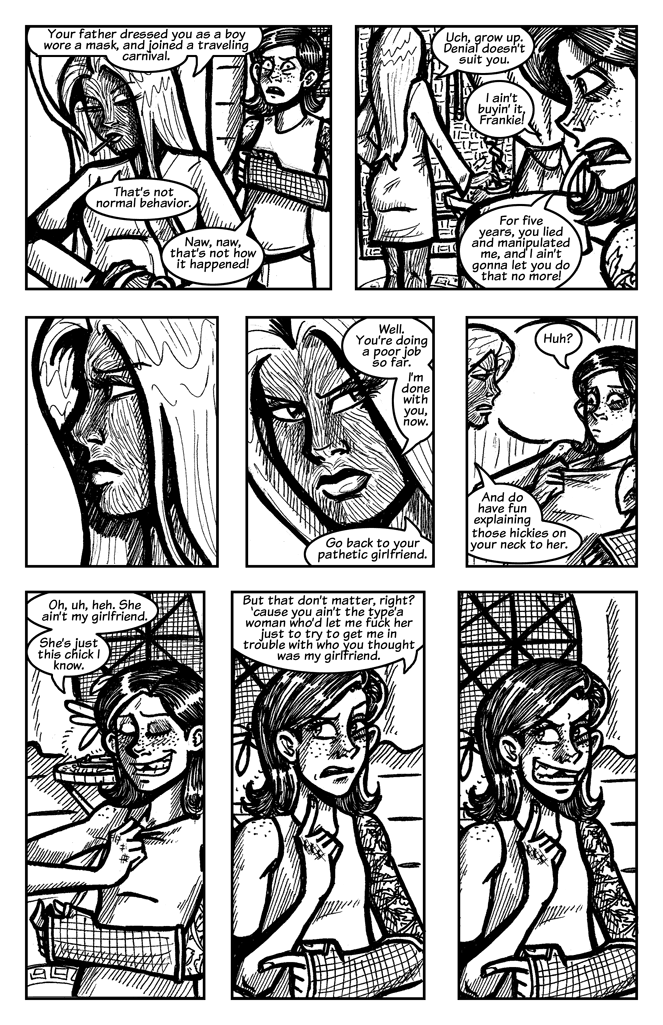 Your father dressed you as a boy
wore a mask, and joined a traveling
carnival.
That's not
normal behavior.
Naw, naw,
that's not how
it happened!
Uch, grow up.
Denial doesn't
suit you.
I ain't
buyin' it,
Frankie!
For five
years, you lied
and manipulated
me, and I ain't
gonna let you do
that no more!
Well.
You're doing
a poor job
so far.
I'm
done
with
you,
now.
Go back to your
pathetic girlfriend.
Huh?
And do
have fun
explaining
those hickies on
your neck to her.
Oh, uh, heh. She
ain't my girlfriend.
She's just
this chick I
know.
But that don't matter, right?
'cause you ain't the type'a
woman who'd let me fuck her
just to try to get me in
trouble with who you thought
was my girlfriend.